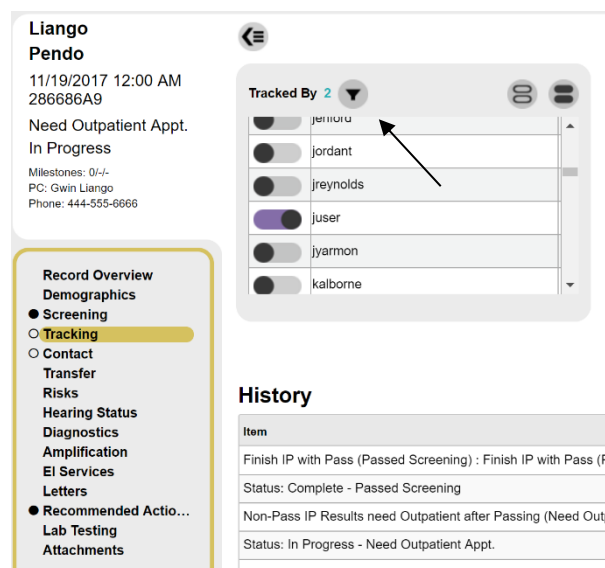 Liango
Pendo
11/19/2017 12:00 AM
286686A9
Need Outpatient Appt.
In Progress
Milestones: 0/-/-
PC: Gwin Liango
Phone: 444-555-6666
Record Overview
Demographics
Screening
Tracking
Contact
Transfer
Risks
Hearing Status
Diagnostics
Amplification
EI Services
Letters
Recommended Actio...
Lab Testing
Attachments
Tracked By 2
jordant
jreynolds
juser
jyarmon
kalborne
History
Item
Finish IP with Pass (Passed Screening) : Finish IP with Pass (
Status: Complete - Passed Screening
Non-Pass IP Results need Outpatient after Passing (Need Out
Status: In Progress - Need Outpatient Appt.